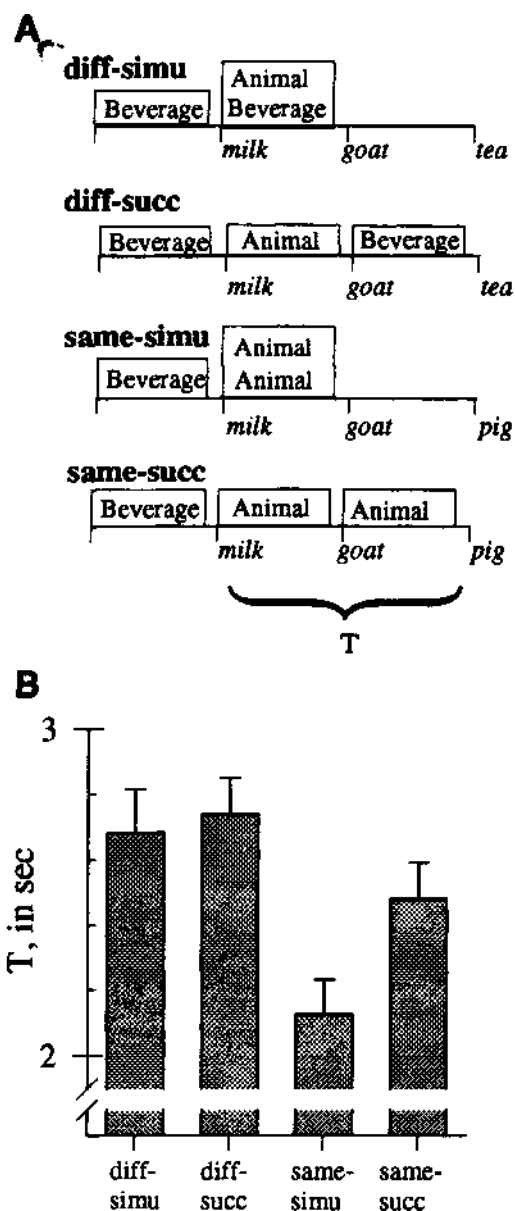 A
diff-simu
Animal
Beverage Beverage
milk goat tea
diff-succ
Beverage Animal Beverage
milk goat tea
same-simu
Animal
Beverage Animal
milk goat pig
same-succ
Beverage Animal Animal
milk goat pig
T
B
3
T, in sec
2
diff- diff- same- same-
simu succ simu succ